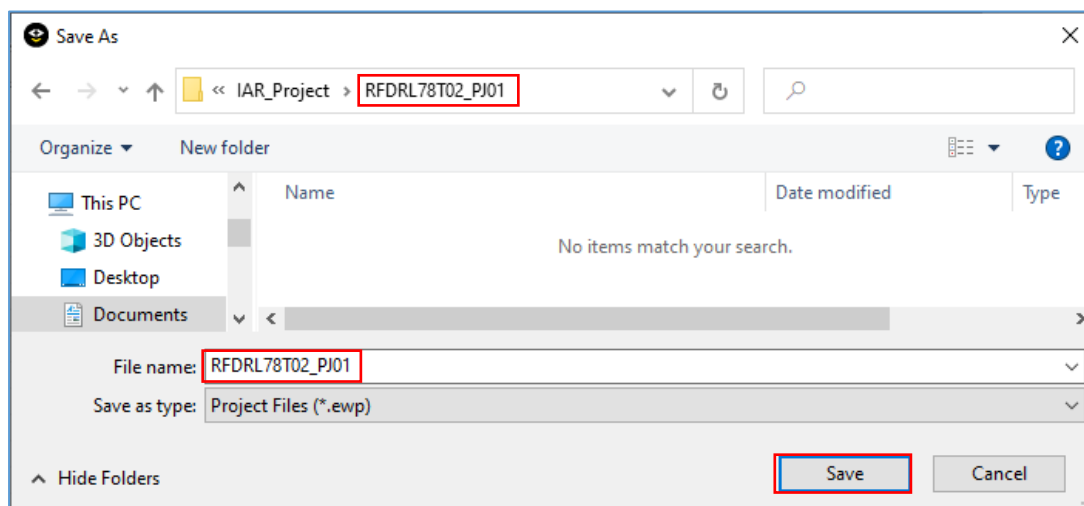 Save As
« IAR_Project > RFDRL78T02_PJ01
Organize New folder
Name Date modified Type
This PC
3D Objects
Desktop
Documents
No items match your search.
File name: RFDRL78T02_PJ01
Save as type: Project Files (*.ewp)
Hide Folders Save Cancel